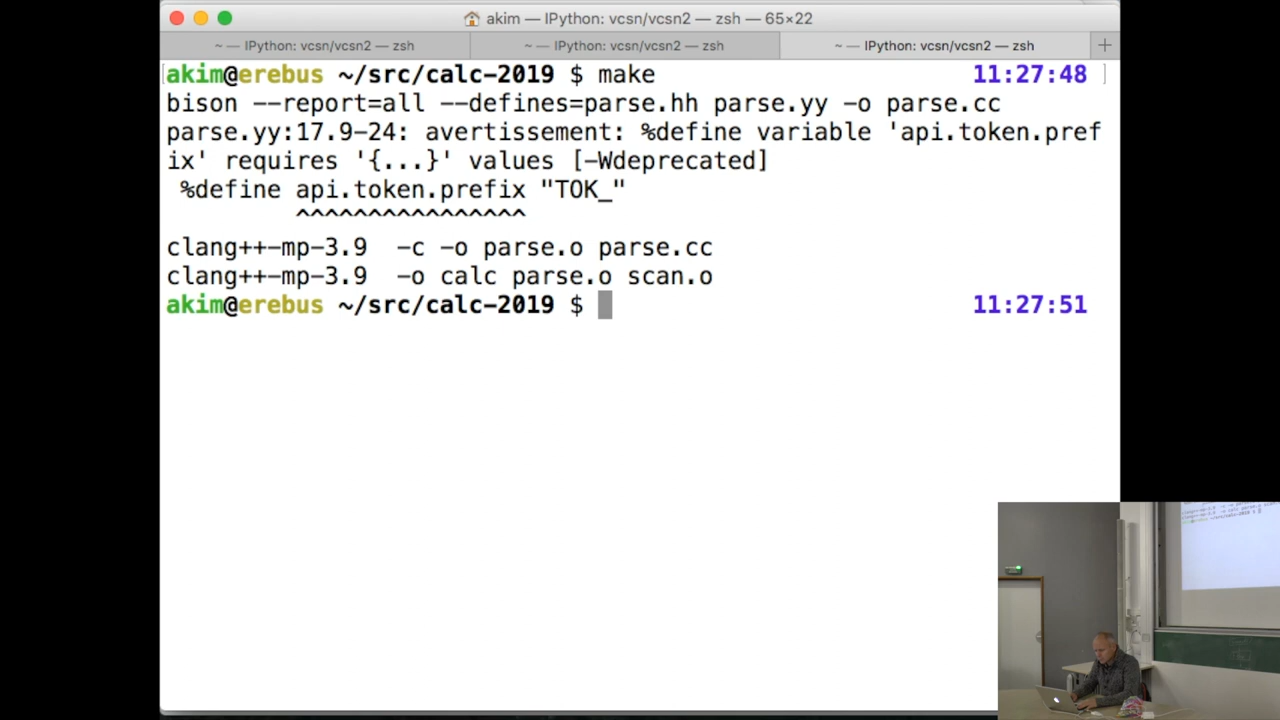 akim — IPython: vcsn/vcsn2 — zsh — 65×22
~ — IPython: vcsn/vcsn2 — zsh ~ — IPython: vcsn/vcsn2 — zsh ~ — IPython: vcsn/vcsn2 — zsh +
akim@erebus ~/src/calc-2019 $ make 11:27:48
bison --report=all --defines=parse.hh parse.yy -o parse.cc
parse.yy:17.9-24: avertissement: %define variable 'api.token.pref
ix' requires '{...}' values [-Wdeprecated]
%define api.token.prefix "TOK_"
^^^^^^^^^^^^^^^^
clang++-mp-3.9 -c -o parse.o parse.cc
clang++-mp-3.9 -o calc parse.o scan.o
akim@erebus ~/src/calc-2019 $ 11:27:51